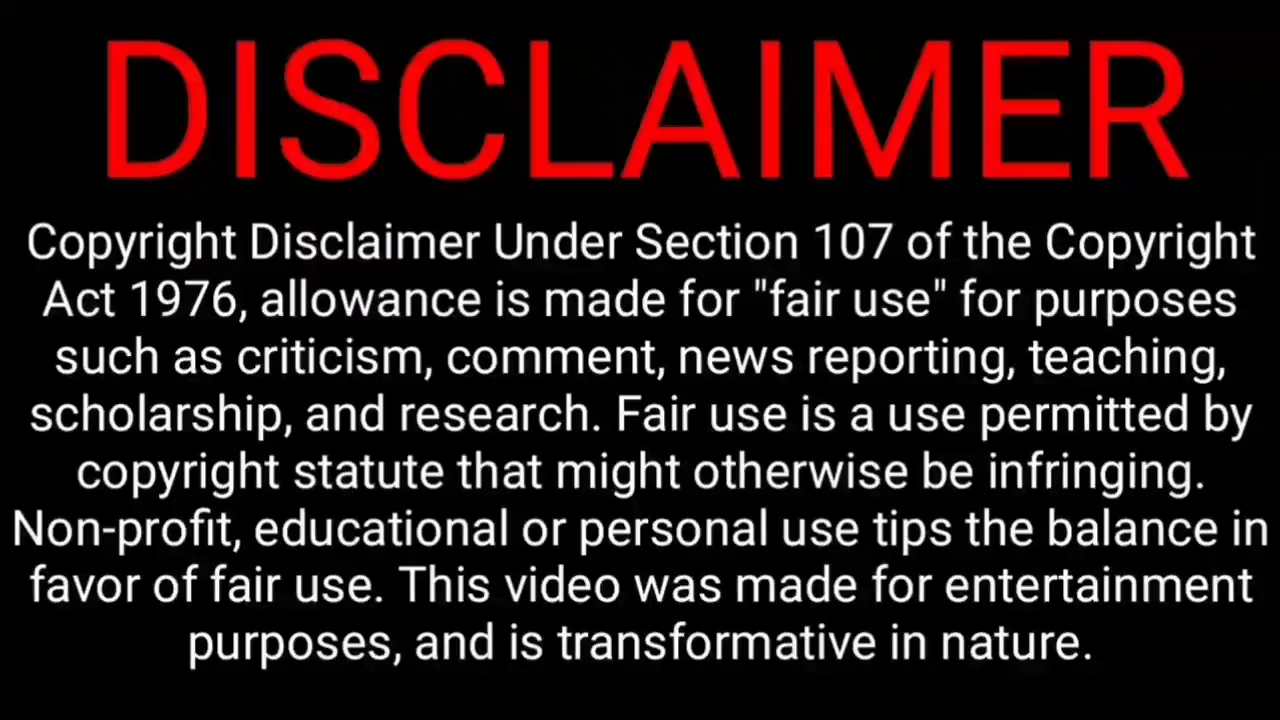 DISCLAIMER
Copyright Disclaimer Under Section 107 of the Copyright
Act 1976, allowance is made for "fair use" for purposes
such as criticism, comment, news reporting, teaching,
scholarship, and research. Fair use is a use permitted by
copyright statute that might otherwise be infringing.
Non-profit, educational or personal use tips the balance in
favor of fair use. This video was made for entertainment
purposes, and is transformative in nature.